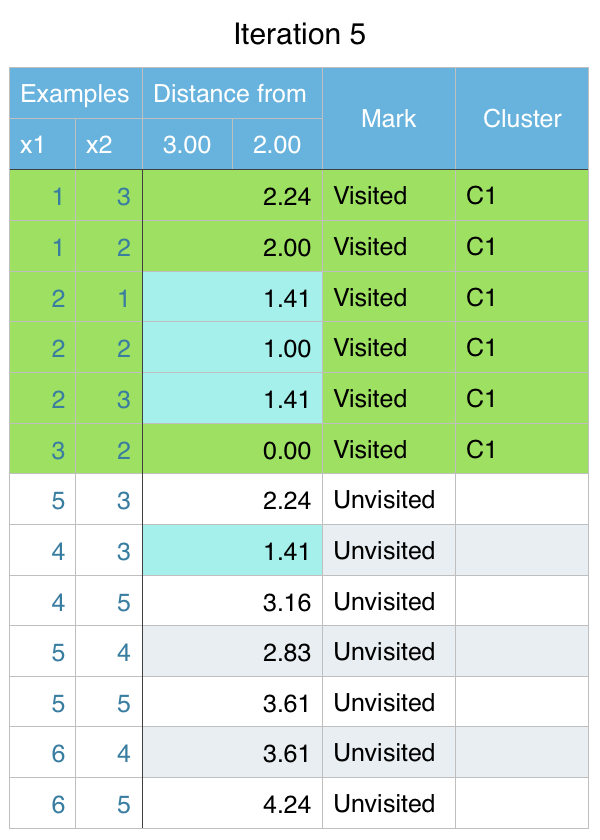 Iteration 5
Examples Distance from Mark Cluster
x1 x2 3.00 2.00
1 3 2.24 Visited C1
1 2 2.00 Visited C1
2 1 1.41 Visited C1
2 2 1.00 Visited C1
2 3 1.41 Visited C1
3 2 0.00 Visited C1
5 3 2.24 Unvisited
4 3 1.41 Unvisited
4 5 3.16 Unvisited
5 4 2.83 Unvisited
5 5 3.61 Unvisited
6 4 3.61 Unvisited
6 5 4.24 Unvisited